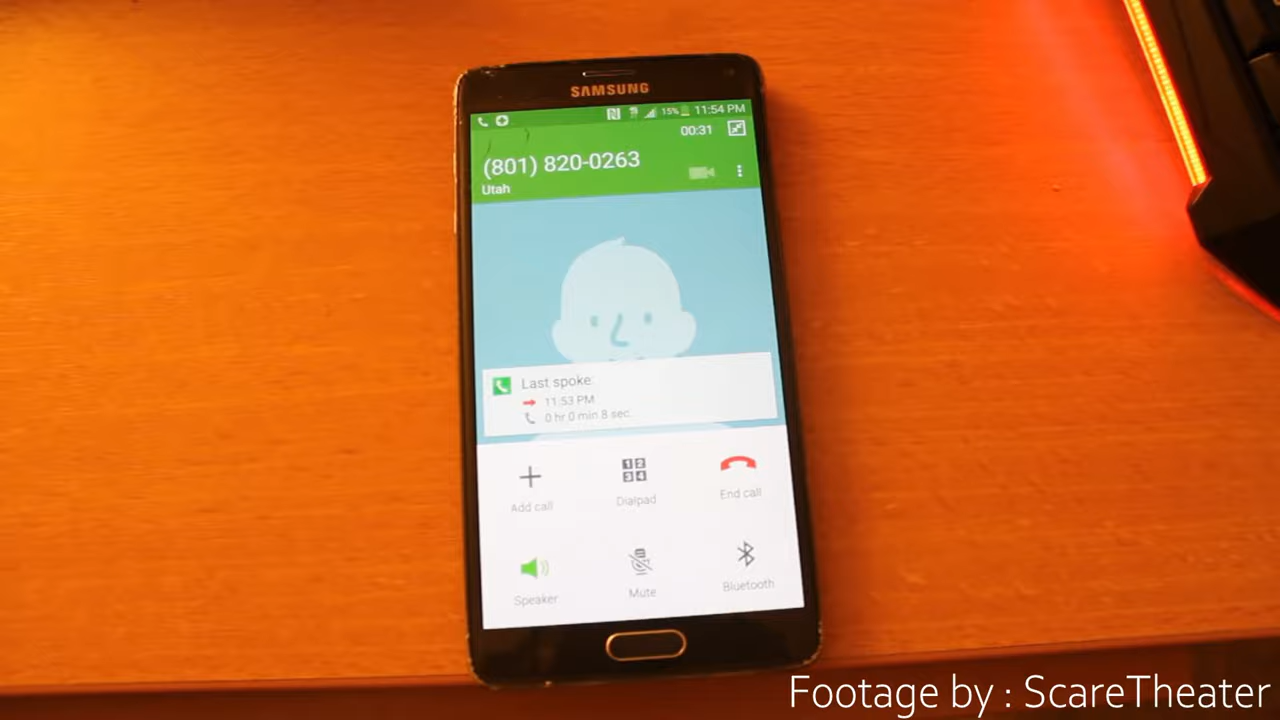 SAMSUNG
15% 11:54 PM
00:31
(801) 820-0263
Utah
Last spoke:
11:53 PM
0 hr 0 min 8 sec.
Add call
Dialpad
End call
Speaker
Mute
Bluetooth
Footage by : ScareTheater